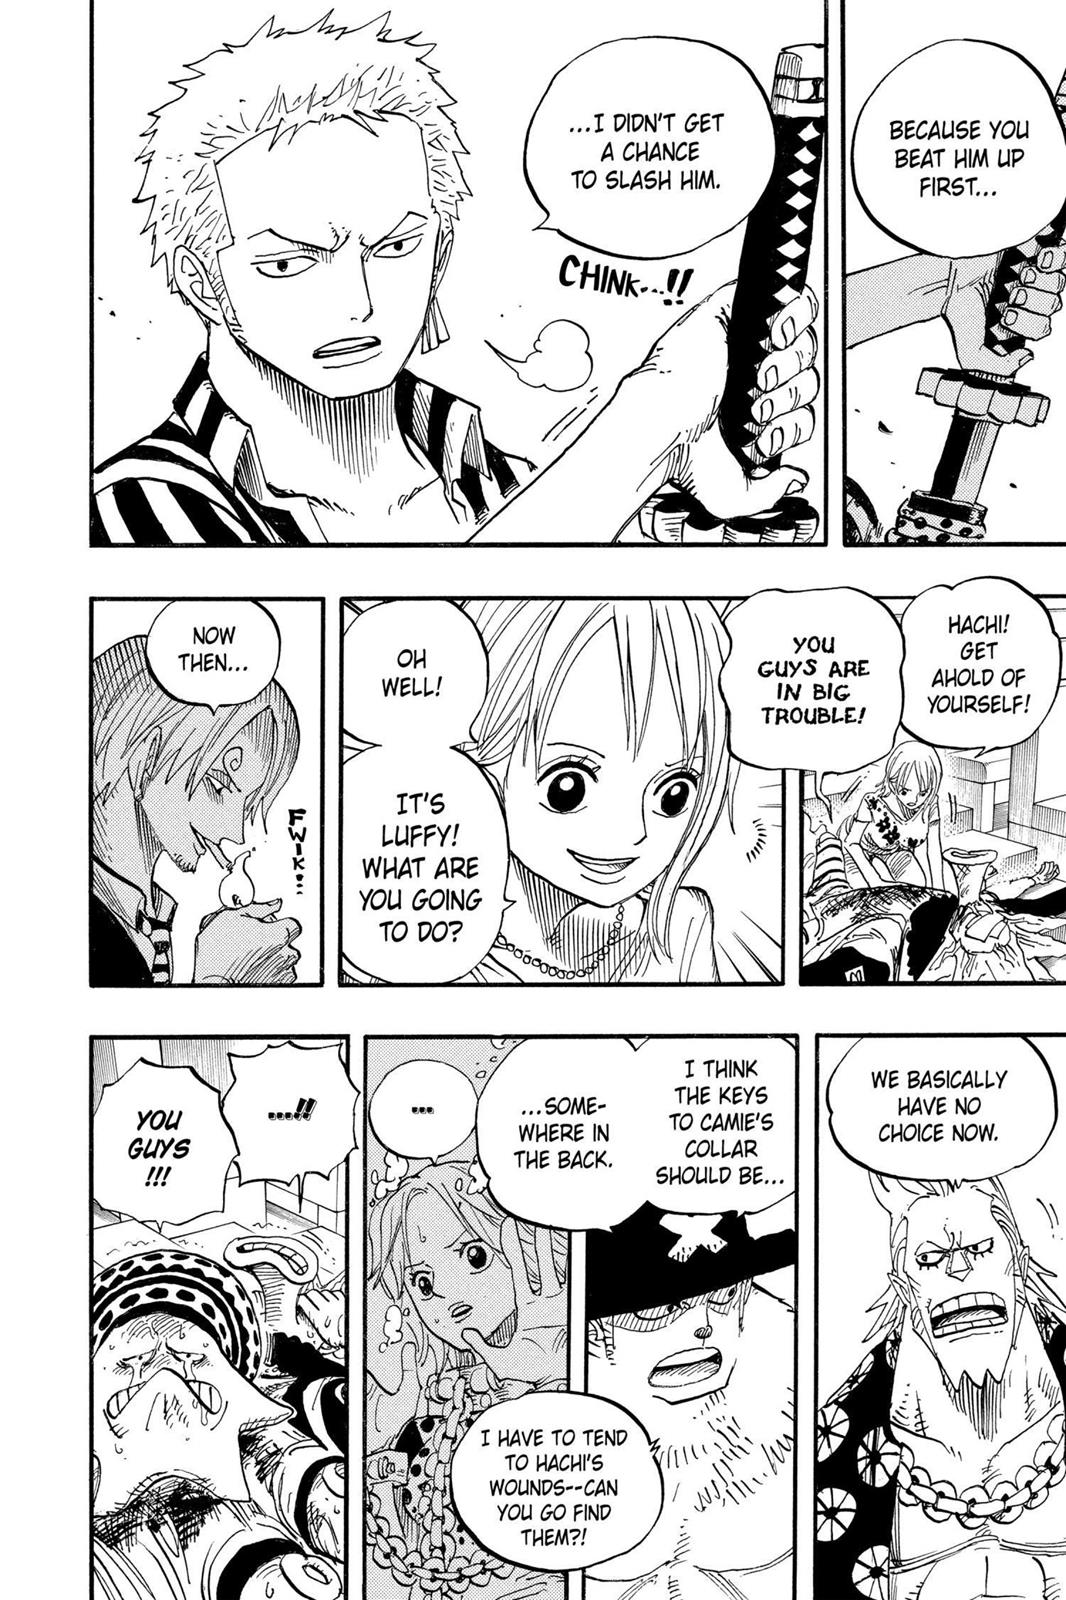 BECAUSE YOU
BEAT HIM UP
FIRST...
...I DIDN'T GET
A CHANCE
TO SLASH HIM.
CHINK...!!
HACHI!
GET
AHOLD OF
YOURSELF!
YOU
GUYS ARE
IN BIG
TROUBLE!
OH
WELL!
IT'S
LUFFY!
WHAT ARE
YOU GOING
TO DO?
NOW
THEN...
FWIK...
WE BASICALLY
HAVE NO
CHOICE NOW.
I THINK
THE KEYS
TO CAMIE'S
COLLAR
SHOULD BE...
...SOME-
WHERE IN
THE BACK.
...
I HAVE TO TEND
TO HACHI'S
WOUNDS--CAN
YOU GO FIND
THEM?!
...!!
YOU
GUYS
!!!